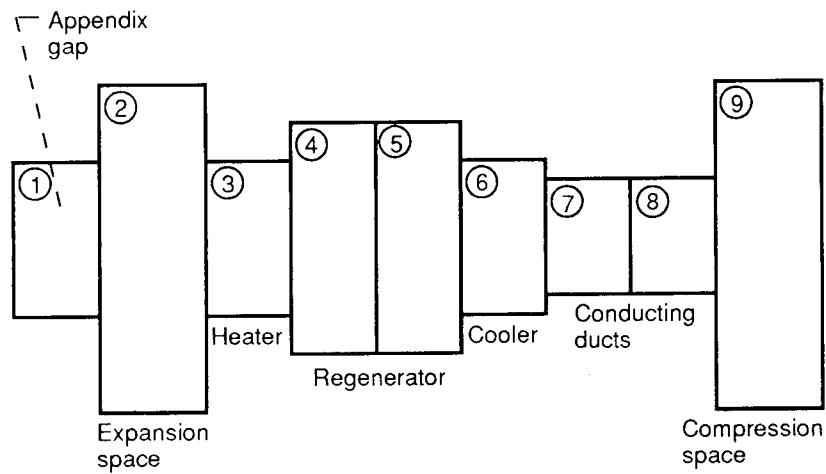 Appendix
gap
1
2
3
4
5
6
7
8
9
Heater
Regenerator
Cooler
Conducting
ducts
Expansion
space
Compression
space